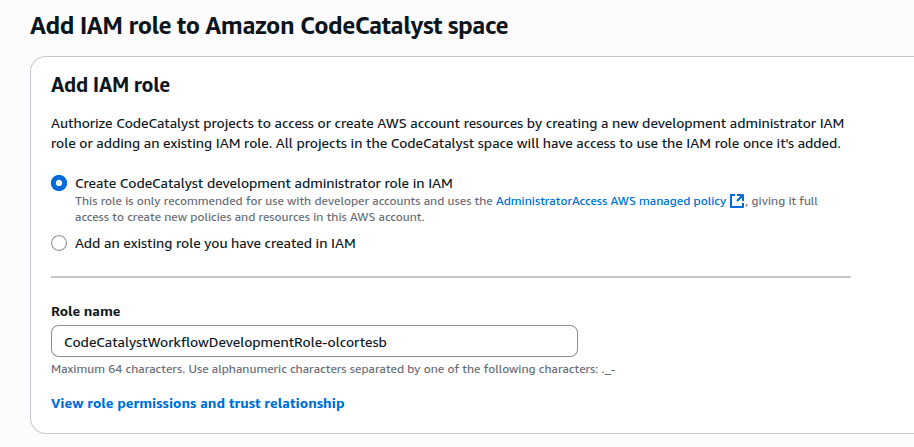 Add IAM role to Amazon CodeCatalyst space
Add IAM role
Authorize CodeCatalyst projects to access or create AWS account resources by creating a new development administrator IAM
role or adding an existing IAM role. All projects in the CodeCatalyst space will have access to use the IAM role once it's added.
Create CodeCatalyst development administrator role in IAM
This role is only recommended for use with developer accounts and uses the AdministratorAccess AWS managed policy , giving it full
access to create new policies and resources in this AWS account.
Add an existing role you have created in IAM
Role name
CodeCatalystWorkflowDevelopmentRole-olcortesb
Maximum 64 characters. Use alphanumeric characters separated by one of the following characters: ._-
View role permissions and trust relationship